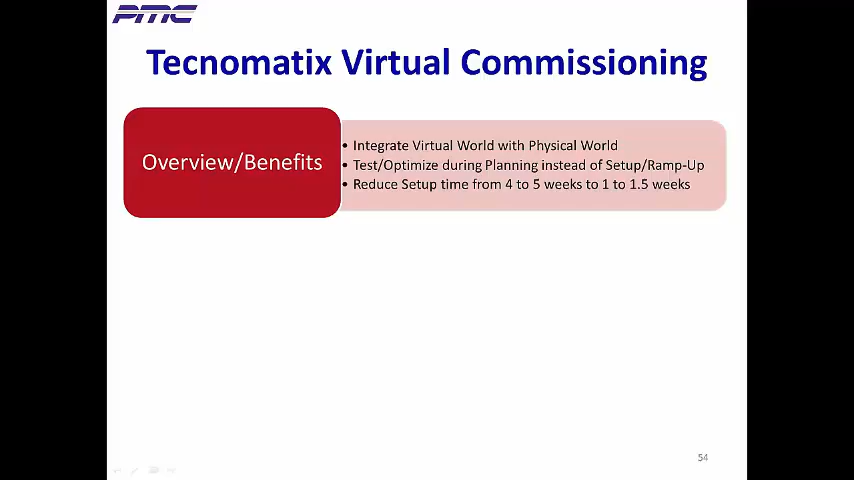 PMC
Tecnomatix Virtual Commissioning
Overview/Benefits
• Integrate Virtual World with Physical World
• Test/Optimize during Planning instead of Setup/Ramp-Up
• Reduce Setup time from 4 to 5 weeks to 1 to 1.5 weeks
54